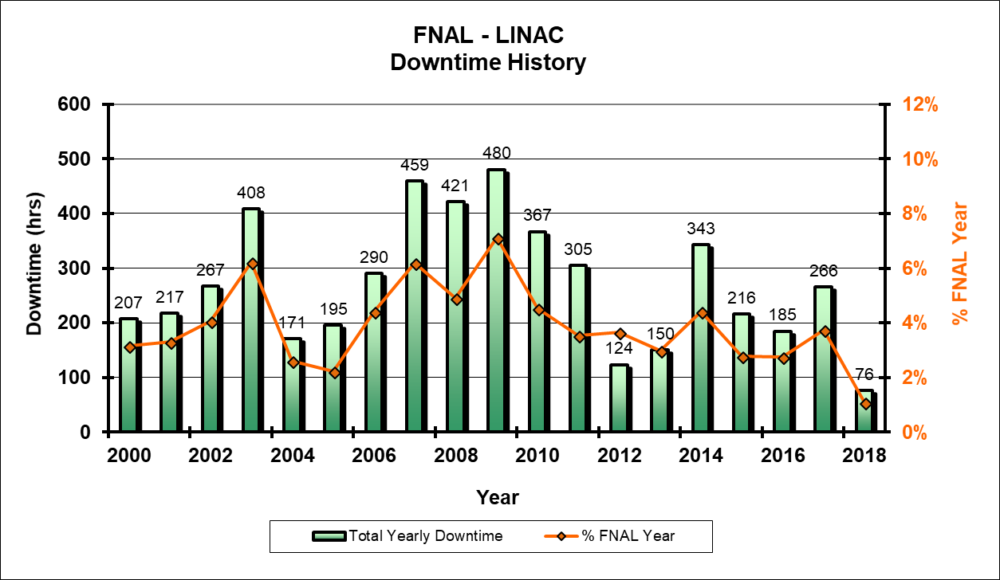 FNAL - LINAC
Downtime History
600
500
400
300
200
100
0
Downtime (hrs)
12%
10%
8%
6%
4%
2%
0%
% FNAL Year
207 217 267 408 171 195 290 459 421 480 367 305 124 150 343 216 185 266 76
2000 2002 2004 2006 2008 2010 2012 2014 2016 2018
Year
Total Yearly Downtime % FNAL Year